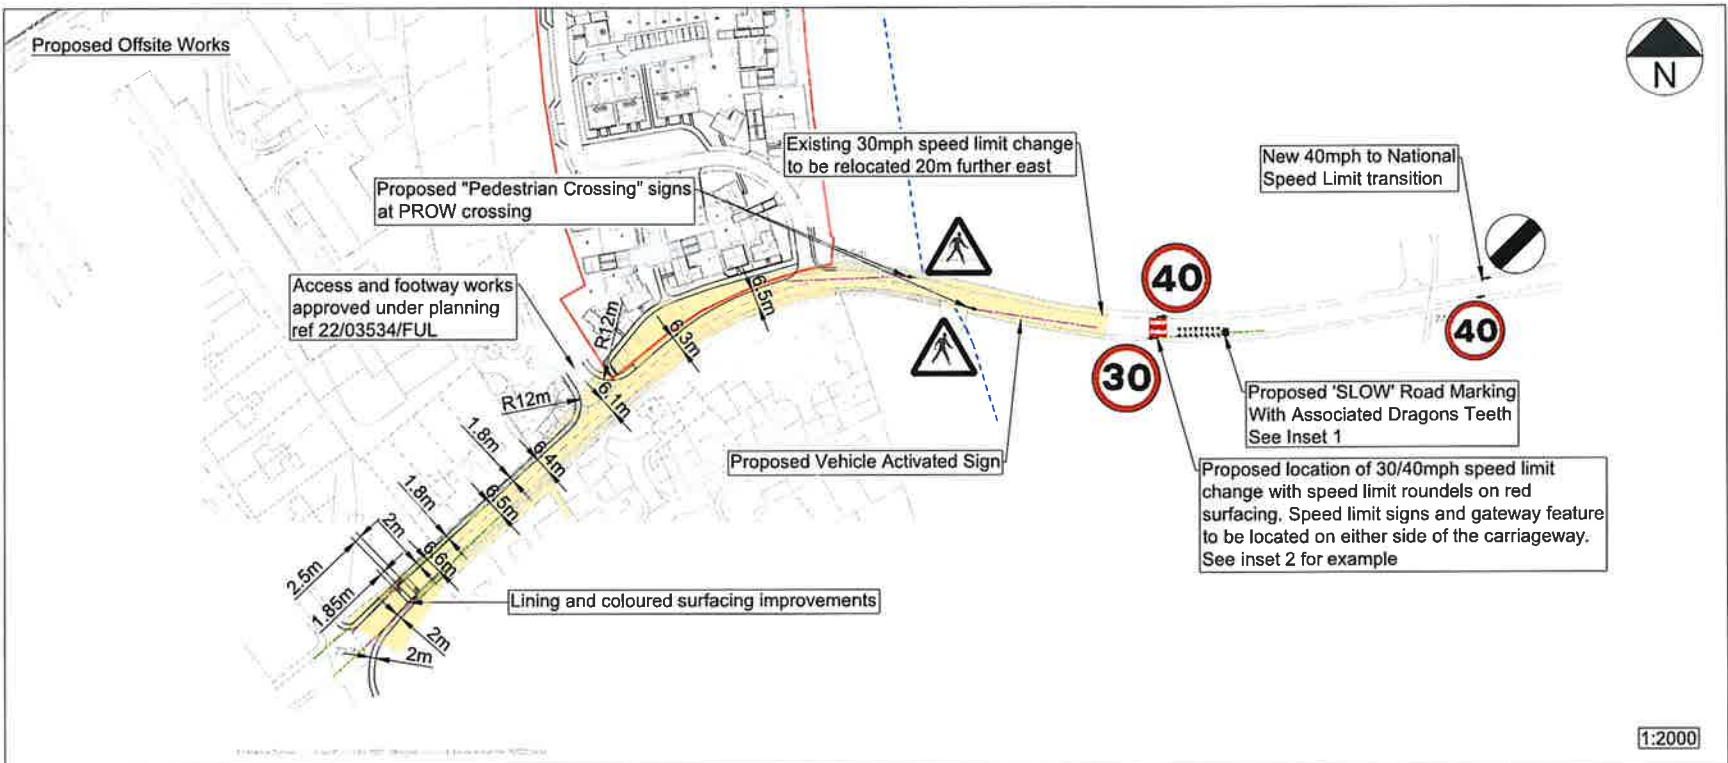 Proposed Offsite Works
N
Existing 30mph speed limit change
to be relocated 20m further east
New 40mph to National
Speed Limit transition
Proposed "Pedestrian Crossing" signs
at PROW crossing
Access and footway works
approved under planning
ref 22/03534/FUL
40
40
30
R12m
6.5m
6.3m
6.1m
R12m
1.8m
6.4m
1.8m
6.5m
2m
6.6m
2.5m
1.85m
2m
2m
Proposed 'SLOW' Road Marking
With Associated Dragons Teeth
See Inset 1
Proposed Vehicle Activated Sign
Proposed location of 30/40mph speed limit
change with speed limit roundels on red
surfacing. Speed limit signs and gateway feature
to be located on either side of the carriageway.
See inset 2 for example
Lining and coloured surfacing improvements
1:2000